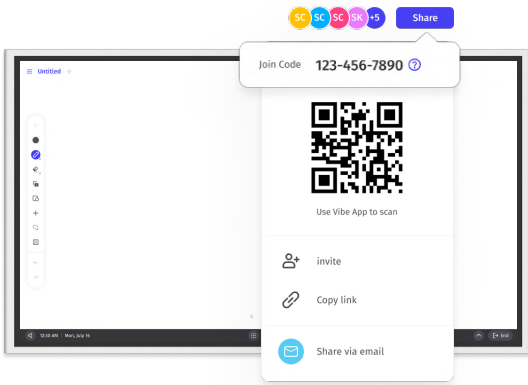 SC SC SC SK +5 Share
Join Code 123-456-7890 ?
Untitled
Use Vibe App to scan
invite
Copy link
Share via email
12:30 AM | Mon, July 16
End